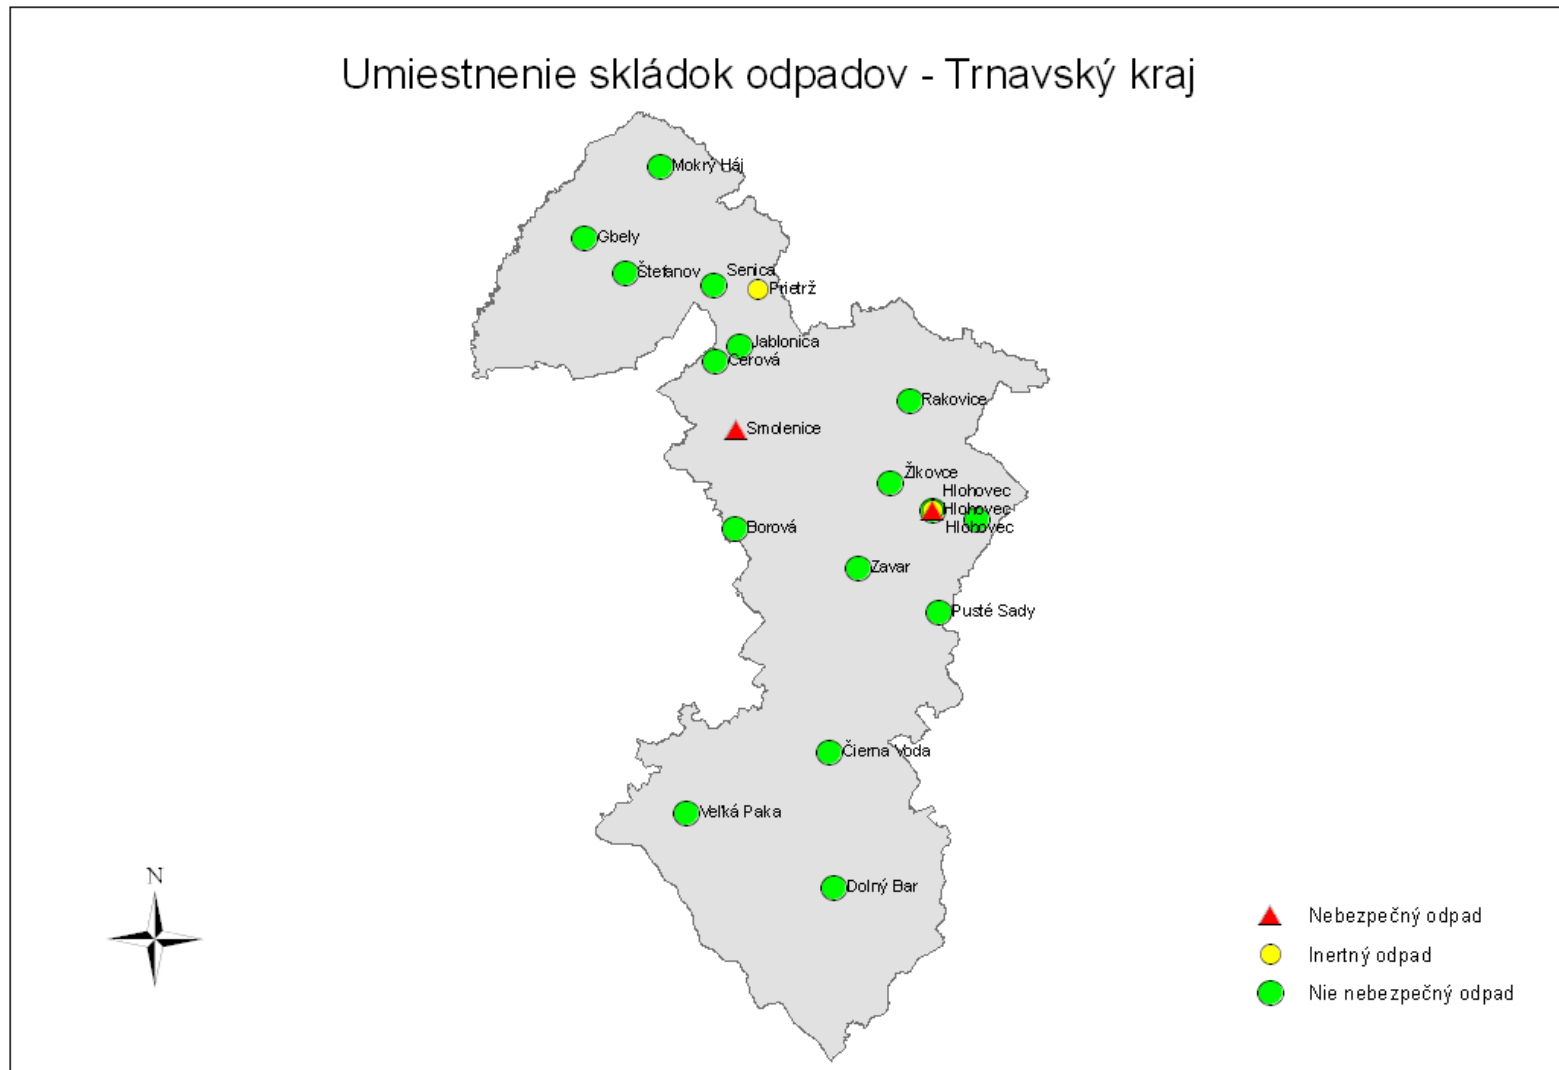 Umiestnenie skládok odpadov - Trnavský kraj
Mokrý Háj
Gbely
Štefanov
Senica
Prietrž
Jablonica
Cerová
Rakovice
Smolenice
Žlkovce
Hlohovec
Hlohovec
Hlohovec
Borová
Zavar
Pusté Sady
Čierna Voda
Veľká Paka
Dolný Bar
N
Nebezpečný odpad
Inertný odpad
Nie nebezpečný odpad